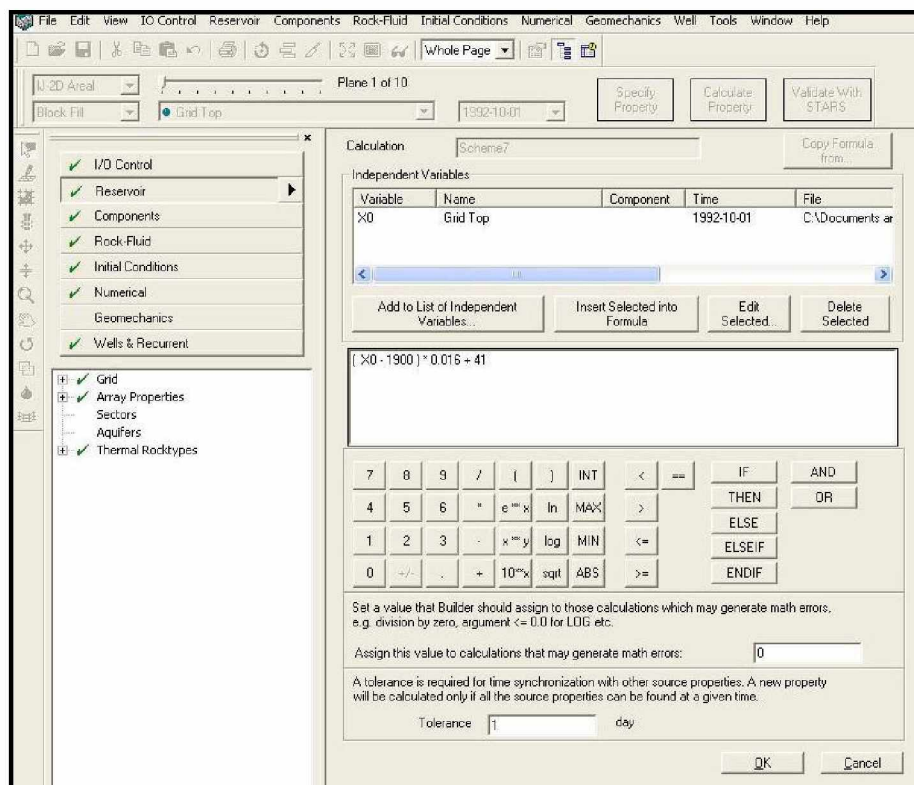 File Edit View IO Control Reservoir Components Rock-Fluid Initial Conditions Numerical Geomechanics Well Tools Window Help
Whole Page
IJ-2D Areal
Plane 1 of 10
Block Fill
Grid Top
1992-10-01
Specify Property
Calculate Property
Validate With STARS
x
I/O Control
Reservoir
Components
Rock-Fluid
Initial Conditions
Numerical
Geomechanics
Wells & Recurrent
Grid
Array Properties
Sectors
Aquifers
Thermal Rocktypes
Calculation
Scheme7
Copy Formula from...
Independent Variables
Variable Name Component Time File
X0 Grid Top 1992-10-01 C:\Documents ar
Add to List of Independent Variables...
Insert Selected into Formula
Edit Selected...
Delete Selected
( X0 - 1900 ) * 0.016 + 41
7 8 9 / ( ) INT < == IF AND
4 5 6 * e** x ln MAX > THEN OR
1 2 3 - x** y log MIN <= ELSE
ELSEIF
0 +/- . + 10**x sqrt ABS >= ENDIF
Set a value that Builder should assign to those calculations which may generate math errors,
e.g. division by zero, argument <= 0.0 for LOG etc.
Assign this value to calculations that may generate math errors: 0
A tolerance is required for time synchronization with other source properties. A new property
will be calculated only if all the source properties can be found at a given time.
Tolerance 1 day
OK Cancel